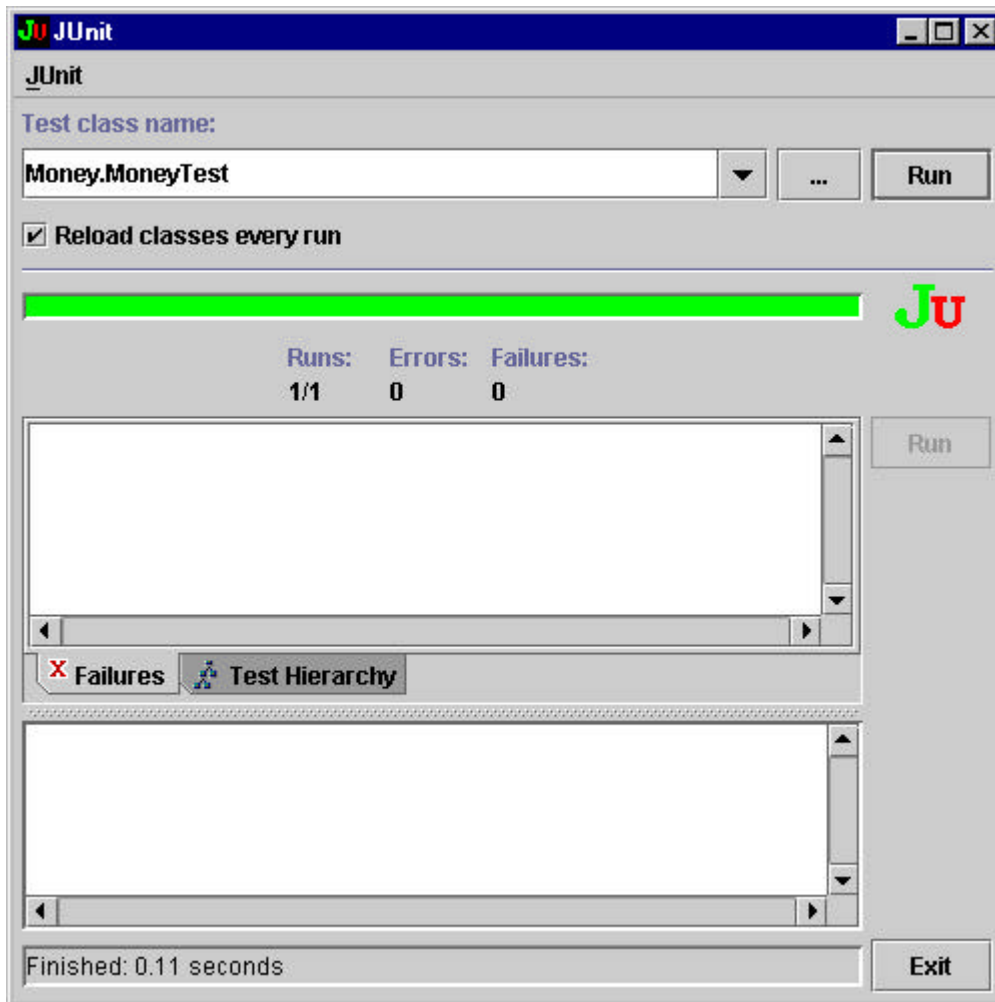 JU JUnit
JUnit
Test class name:
Money.MoneyTest ... Run
Reload classes every run
JU
Runs: Errors: Failures:
1/1 0 0
Run
X Failures Test Hierarchy
Finished: 0.11 seconds Exit